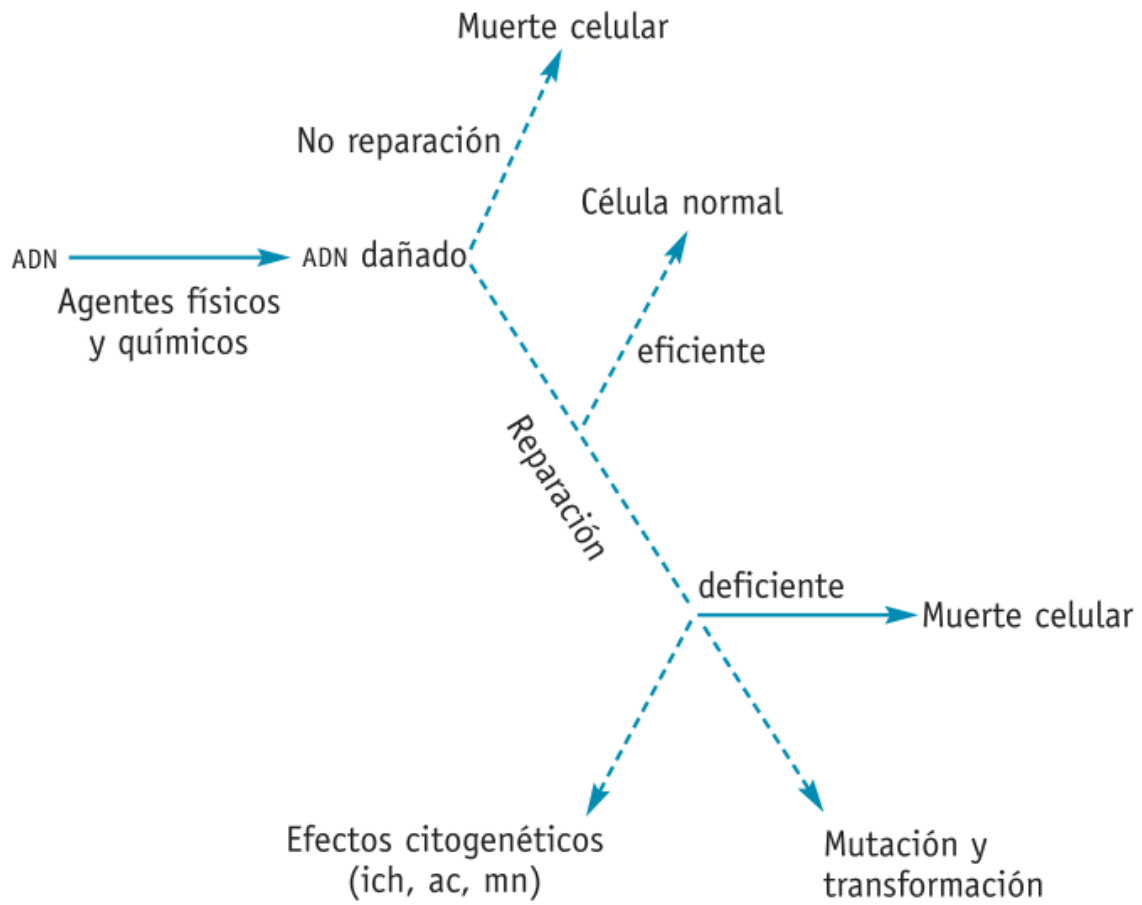 Muerte celular
No reparación
Célula normal
ADN
ADN dañado
Agentes físicos
y químicos
eficiente
Reparación
deficiente
Muerte celular
Efectos citogenéticos
(ich, ac, mn)
Mutación y
transformación